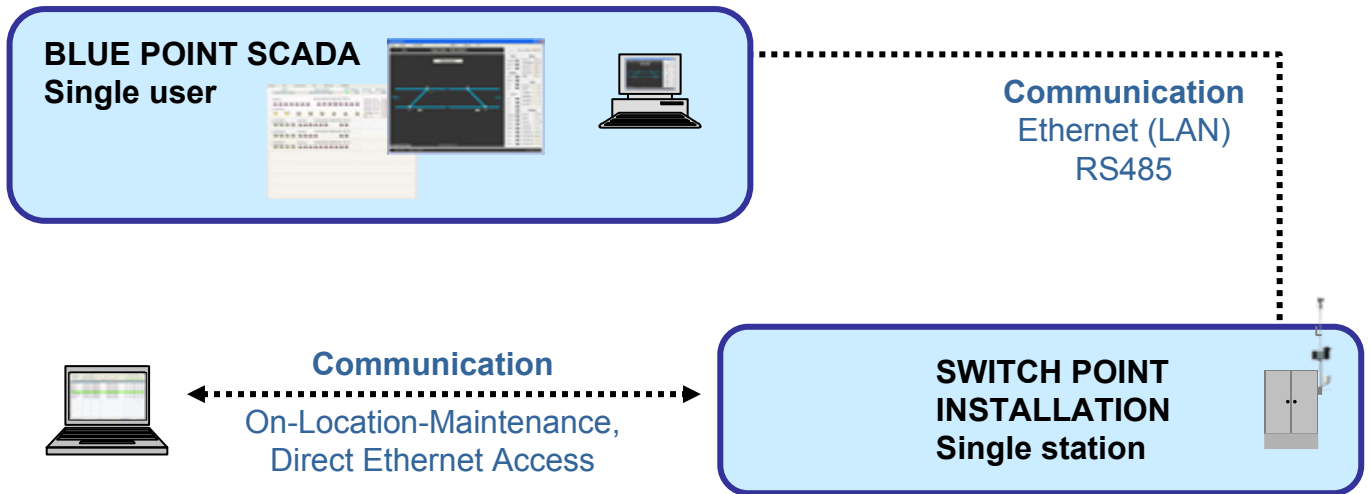 BLUE POINT SCADA
Single user
Communication
Ethernet (LAN)
RS485
Communication
On-Location-Maintenance,
Direct Ethernet Access
SWITCH POINT
INSTALLATION
Single station